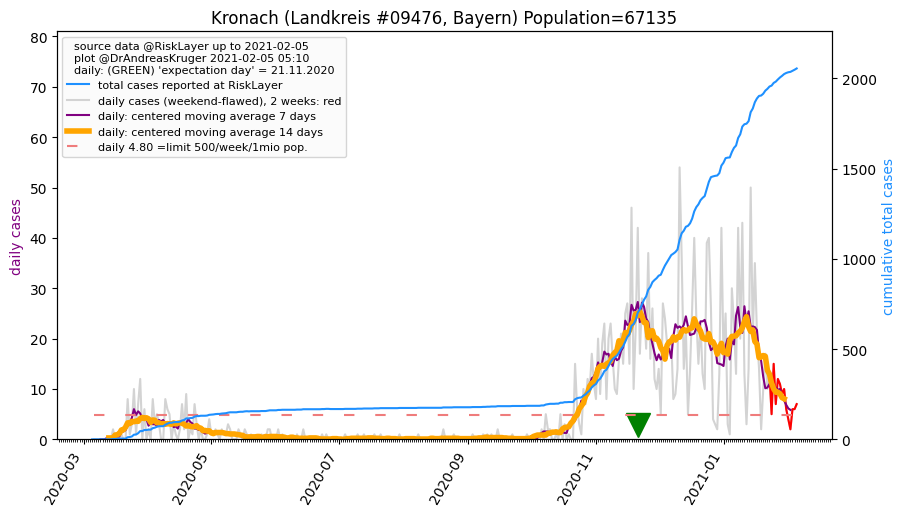 Kronach (Landkreis #09476, Bayern) Population=67135
source data @RiskLayer up to 2021-02-05
plot @DrAndreasKruger 2021-02-05 05:10
daily: (GREEN) 'expectation day' = 21.11.2020
total cases reported at RiskLayer
daily cases (weekend-flawed), 2 weeks: red
daily: centered moving average 7 days
daily: centered moving average 14 days
daily 4.80 =limit 500/week/1mio pop.
daily cases
80
70
60
50
40
30
20
10
0
cumulative total cases
2000
1500
1000
500
0
2020-03
2020-05
2020-07
2020-09
2020-11
2021-01